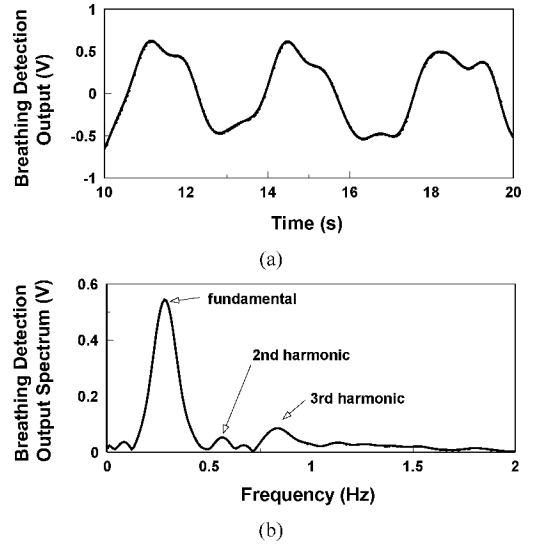 1
0.5
0
-0.5
-1
Breathing Detection
Output (V)
10
12
14
16
18
20
Time (s)
(a)
0.6
0.4
0.2
0
Breathing Detection
Output Spectrum (V)
fundamental
2nd harmonic
3rd harmonic
0
0.5
1
1.5
2
Frequency (Hz)
(b)